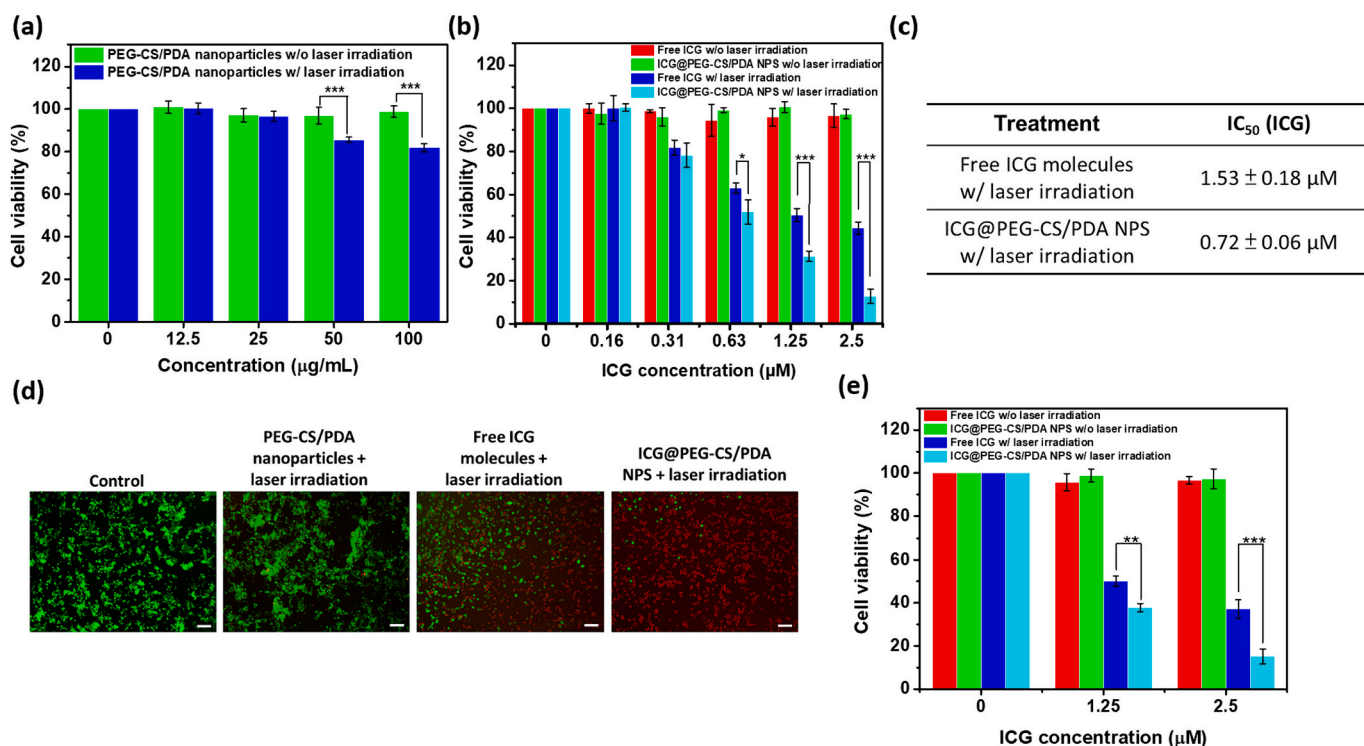 (a)
PEG-CS/PDA nanoparticles w/o laser irradiation
PEG-CS/PDA nanoparticles w/ laser irradiation
120
100
80
60
40
20
0
Cell viability (%)
***
***
0 12.5 25 50 100
Concentration (μg/mL)
(b)
Free ICG w/o laser irradiation
ICG@PEG-CS/PDA NPS w/o laser irradiation
Free ICG w/ laser irradiation
ICG@PEG-CS/PDA NPS w/ laser irradiation
120
100
80
60
40
20
0
Cell viability (%)
*
***
***
0 0.16 0.31 0.63 1.25 2.5
ICG concentration (μM)
(c)
Treatment IC50 (ICG)
Free ICG molecules
w/ laser irradiation
1.53 ± 0.18 μM
ICG@PEG-CS/PDA NPS
w/ laser irradiation
0.72 ± 0.06 μM
(d)
Control
PEG-CS/PDA
nanoparticles +
laser irradiation
Free ICG
molecules +
laser irradiation
ICG@PEG-CS/PDA
NPS + laser irradiation
(e)
Free ICG w/o laser irradiation
ICG@PEG-CS/PDA NPS w/o laser irradiation
Free ICG w/ laser irradiation
ICG@PEG-CS/PDA NPS w/ laser irradiation
120
100
80
60
40
20
0
Cell viability (%)
**
***
0 1.25 2.5
ICG concentration (μM)